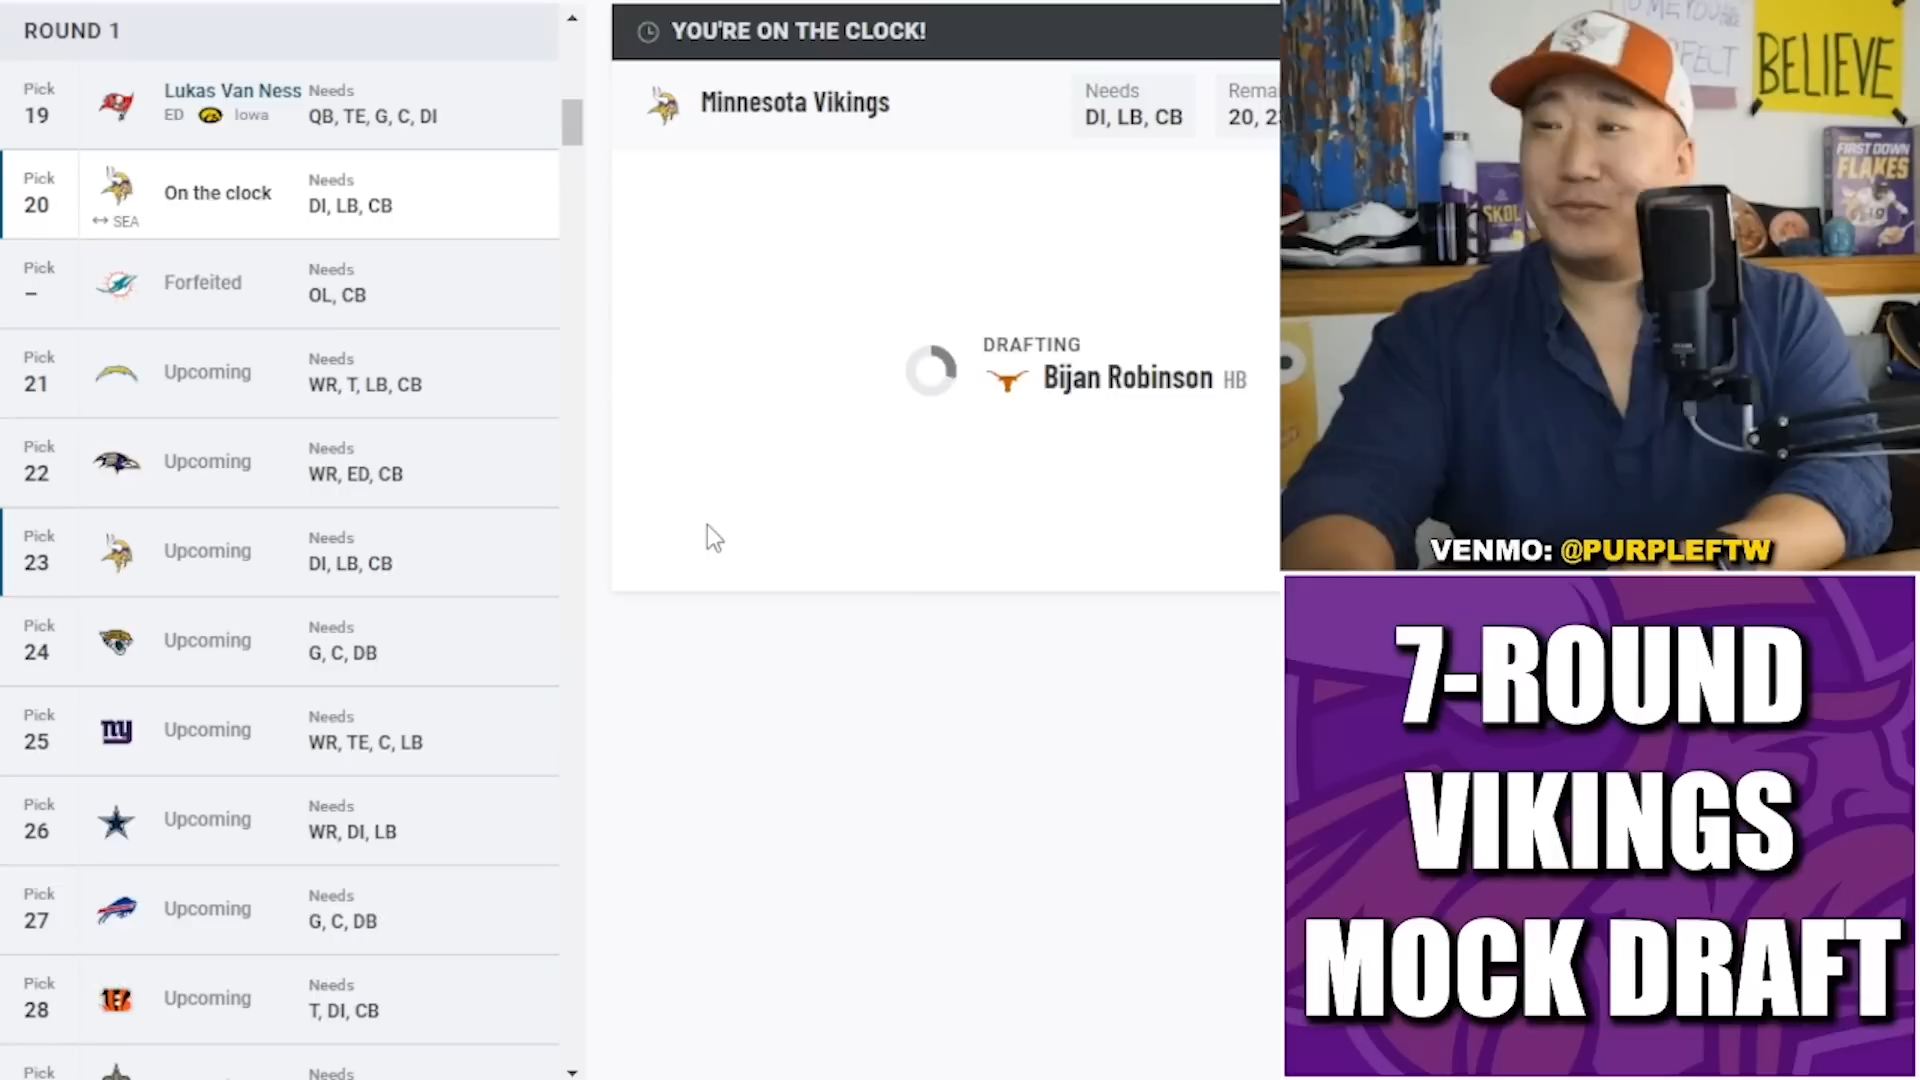 ROUND 1
Pick
19
Lukas Van Ness
ED Iowa
Needs
QB, TE, G, C, DI
Pick
20
↔ SEA
On the clock
Needs
DI, LB, CB
Pick
–
Forfeited
Needs
OL, CB
Pick
21
Upcoming
Needs
WR, T, LB, CB
Pick
22
Upcoming
Needs
WR, ED, CB
Pick
23
Upcoming
Needs
DI, LB, CB
Pick
24
Upcoming
Needs
G, C, DB
Pick
25
ny
Upcoming
Needs
WR, TE, C, LB
Pick
26
Upcoming
Needs
WR, DI, LB
Pick
27
Upcoming
Needs
G, C, DB
Pick
28
Upcoming
Needs
T, DI, CB
Pick
Needs
YOU'RE ON THE CLOCK!
Minnesota Vikings
Needs
DI, LB, CB
Rema
20, 2
DRAFTING
Bijan Robinson HB
BELIEVE
FIRST DOWN
FLAKES
SKOL
VENMO: @PURPLEFTW
7-ROUND
VIKINGS
MOCK DRAFT